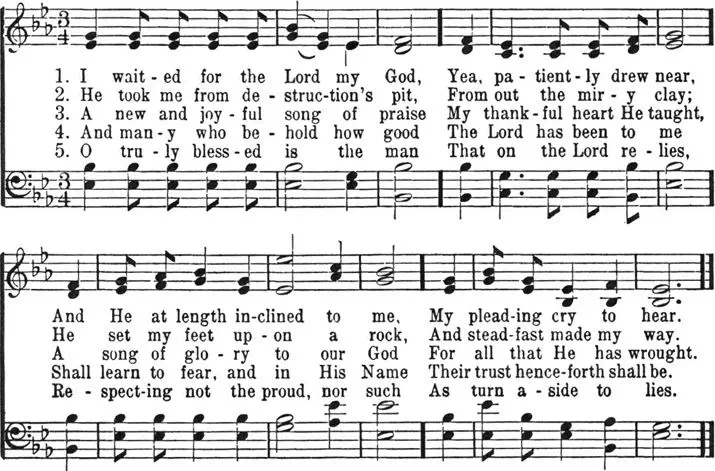 3
4
1. I wait-ed for the Lord my God, Yea, pa-tient-ly drew near,
2. He took me from de-struc-tion's pit, From out the mir-y clay;
3. A new and joy-ful song of praise My thank-ful heart He taught,
4. And man-y who be-hold how good The Lord has been to me
5. O tru-ly bless-ed is the man That on the Lord re-lies,
3
4
And He at length in-clined to me, My plead-ing cry to hear.
He set my feet up-on a rock, And stead-fast made my way.
A song of glo-ry to our God For all that He has wrought.
Shall learn to fear, and in His Name Their trust hence-forth shall be.
Re-spect-ing not the proud, nor such As turn a-side to lies.